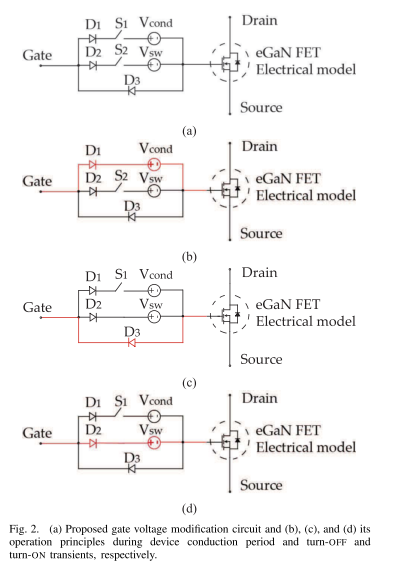 Drain
D1 S1 Vcond
Gate D2 S2 Vsw
eGaN FET
Electrical model
D3
Source
(a)
Drain
D1 Vcond
Gate D2 S2 Vsw
eGaN FET
Electrical model
D3
Source
(b)
Drain
D1 S1 Vcond
Gate D2 Vsw
eGaN FET
Electrical model
D3
Source
(c)
Drain
D1 S1 Vcond
Gate D2 Vsw
eGaN FET
Electrical model
D3
Source
(d)
Fig. 2. (a) Proposed gate voltage modification circuit and (b), (c), and (d) its
operation principles during device conduction period and turn-OFF and
turn-ON transients, respectively.